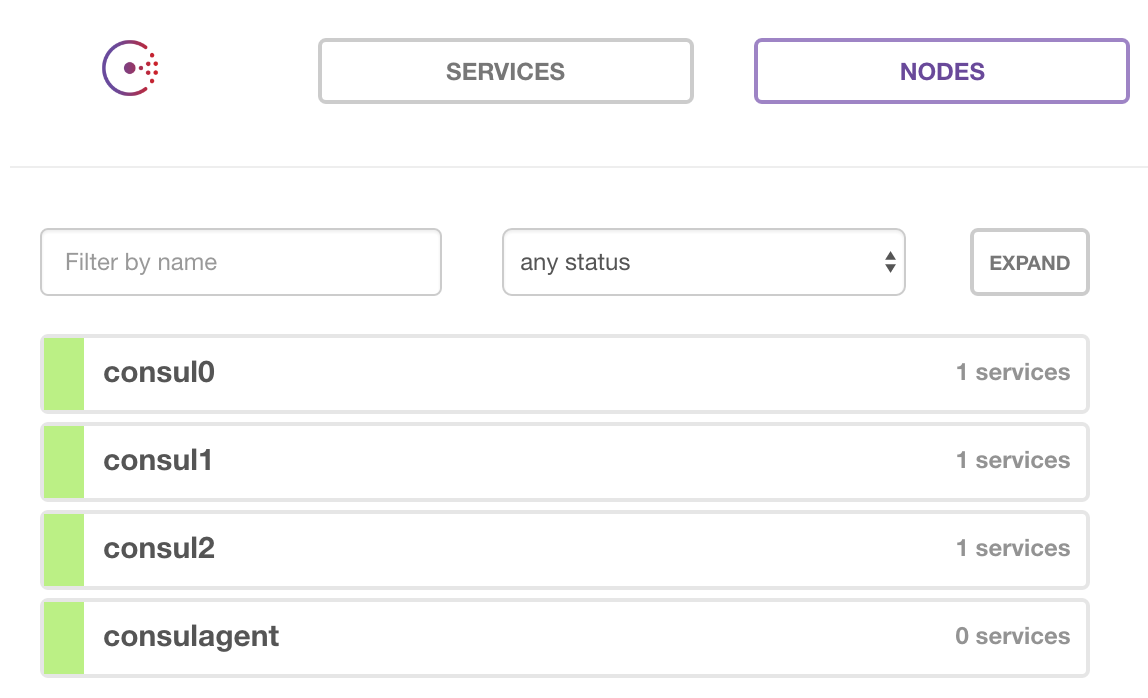 SERVICES NODES
Filter by name any status EXPAND
consul0 1 services
consul1 1 services
consul2 1 services
consulagent 0 services